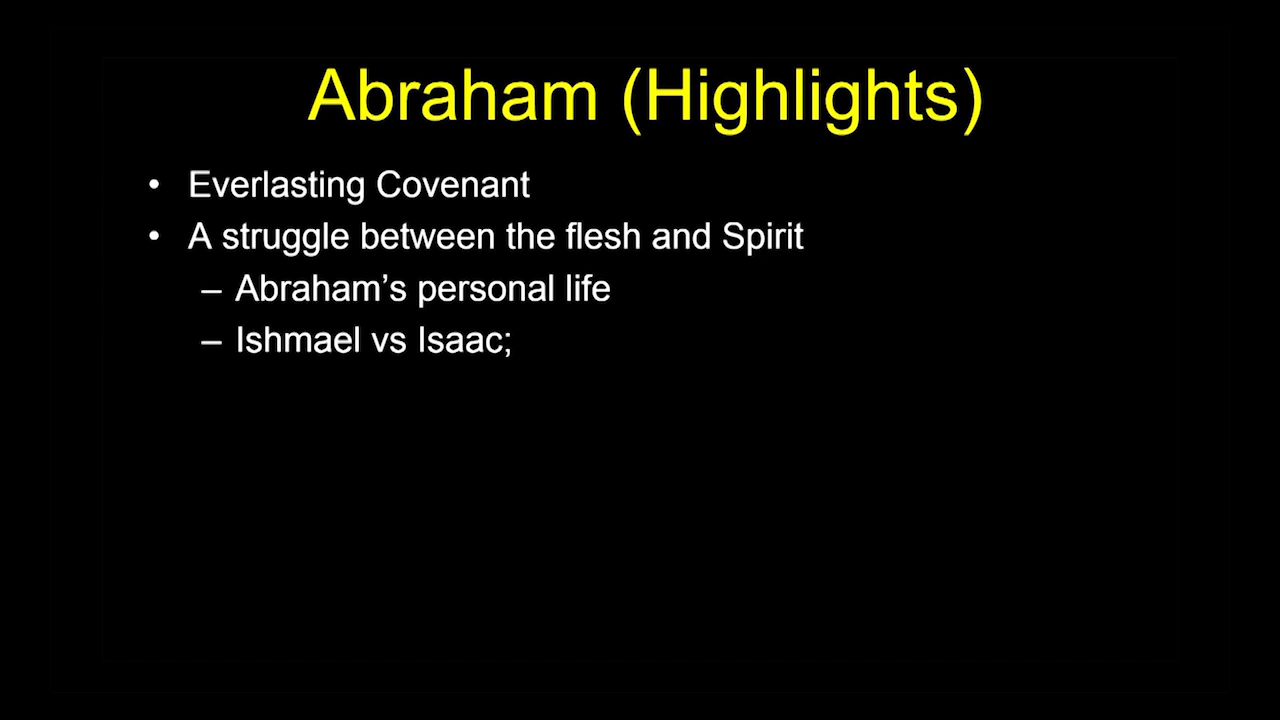 Abraham (Highlights)
• Everlasting Covenant
• A struggle between the flesh and Spirit
– Abraham’s personal life
– Ishmael vs Isaac;